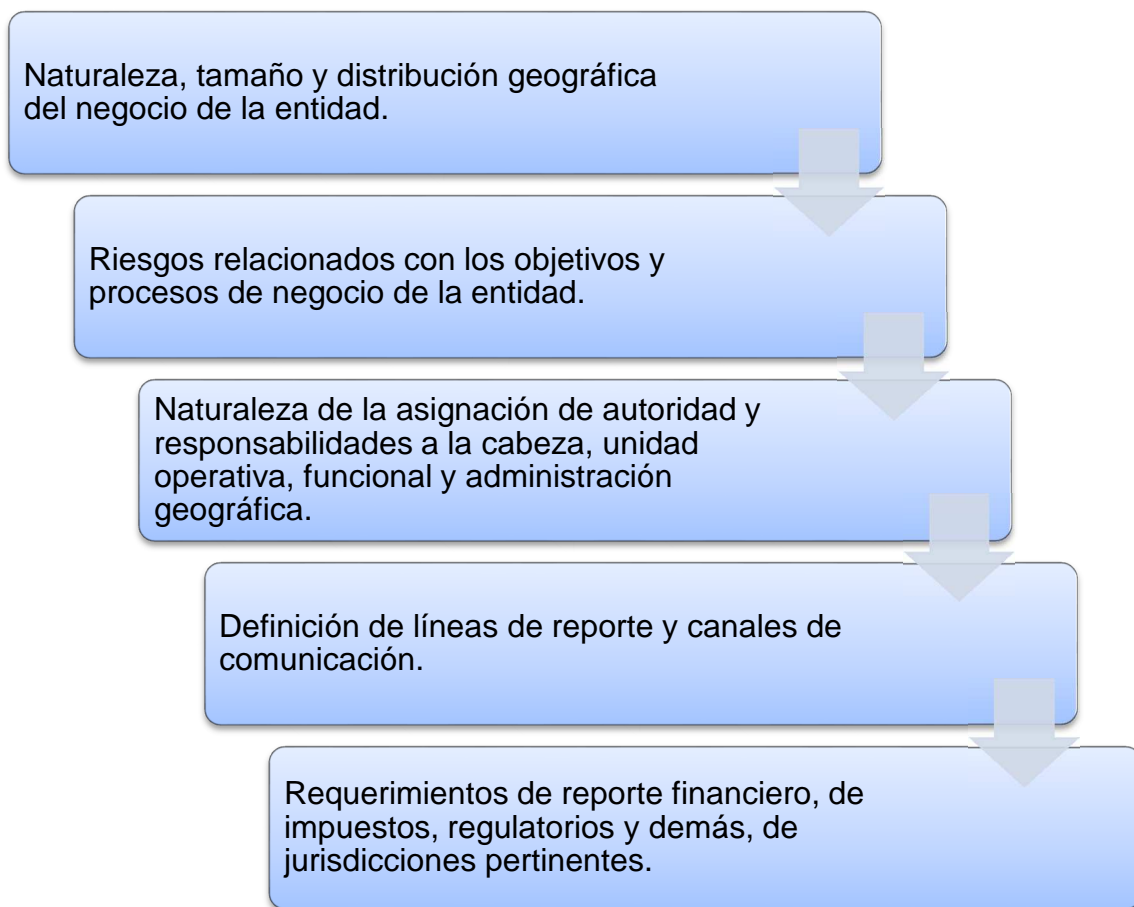 Naturaleza, tamaño y distribución geográfica
del negocio de la entidad.
Riesgos relacionados con los objetivos y
procesos de negocio de la entidad.
Naturaleza de la asignación de autoridad y
responsabilidades a la cabeza, unidad
operativa, funcional y administración
geográfica.
Definición de líneas de reporte y canales de
comunicación.
Requerimientos de reporte financiero, de
impuestos, regulatorios y demás, de
jurisdicciones pertinentes.